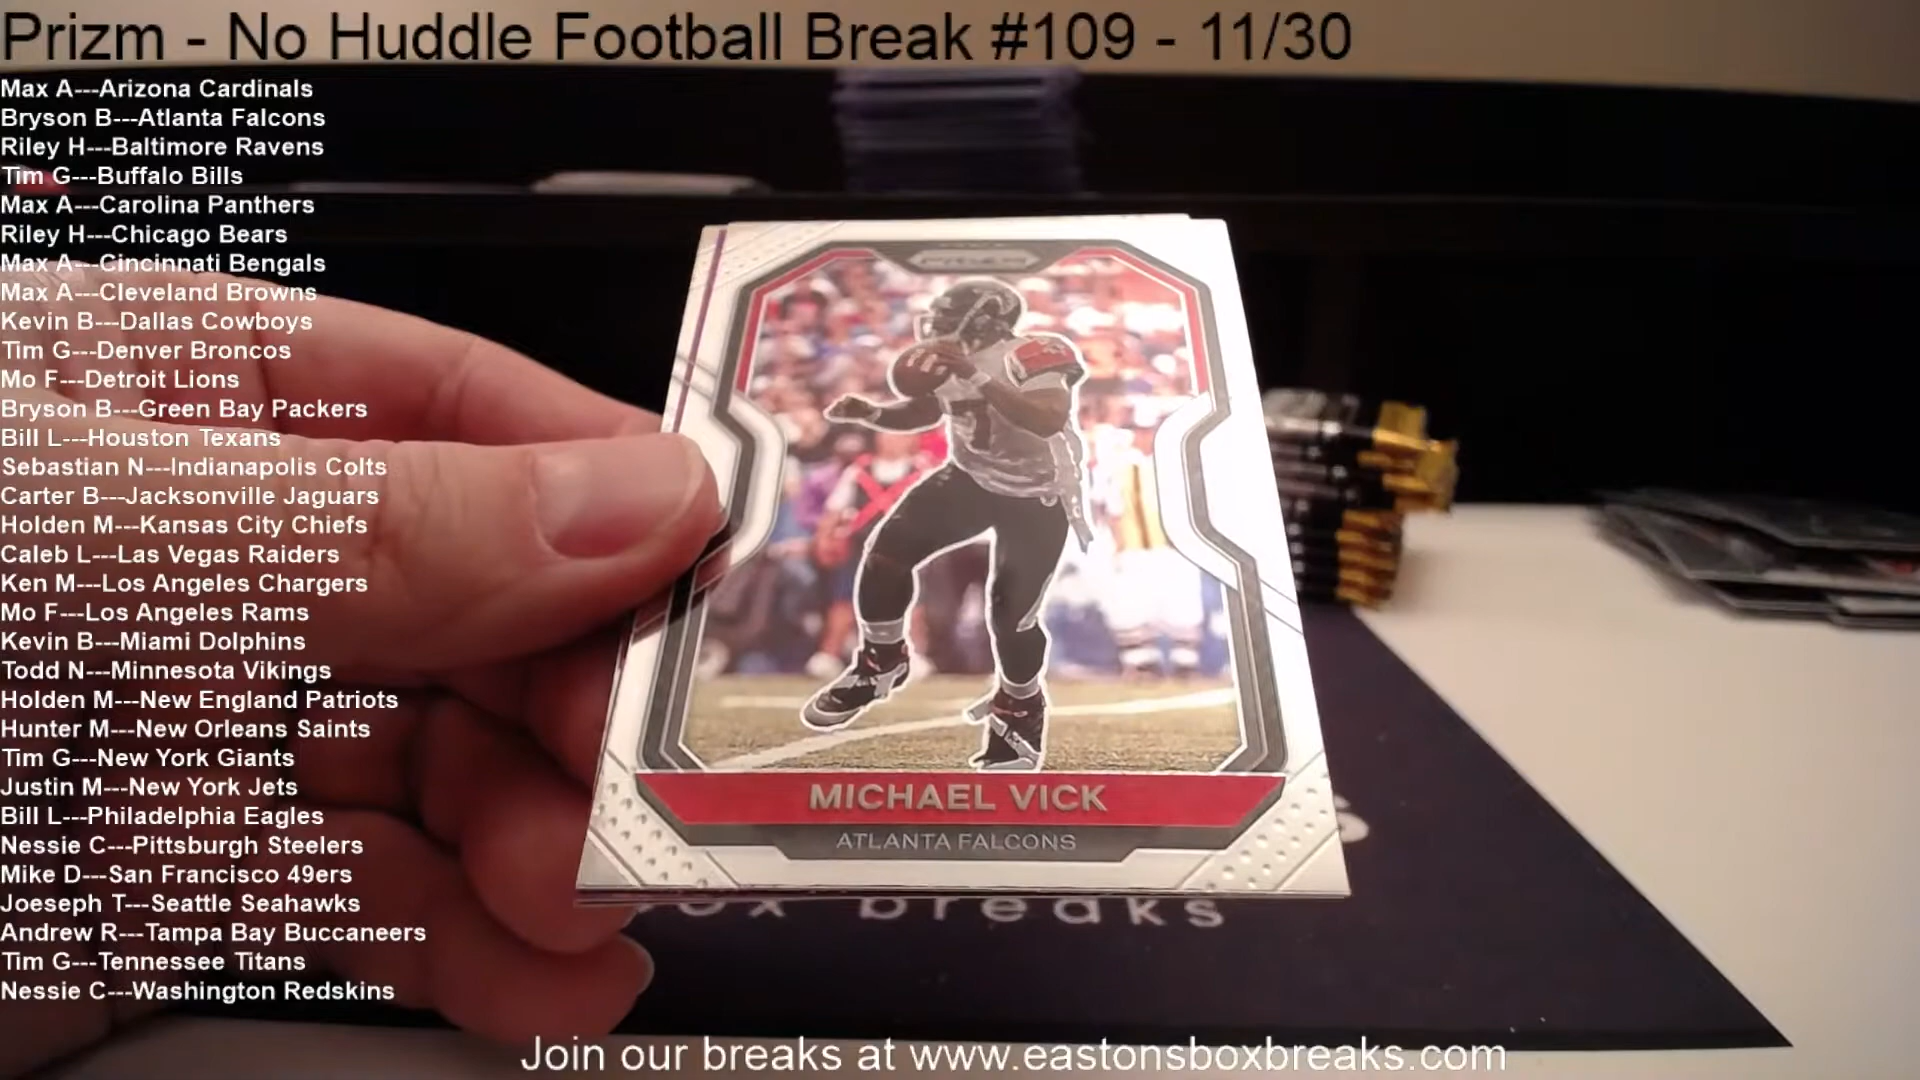 Prizm - No Huddle Football Break #109 - 11/30
Max A---Arizona Cardinals
Bryson B---Atlanta Falcons
Riley H---Baltimore Ravens
Tim G---Buffalo Bills
Max A---Carolina Panthers
Riley H---Chicago Bears
Max A---Cincinnati Bengals
Max A---Cleveland Browns
Kevin B---Dallas Cowboys
Tim G---Denver Broncos
Mo F---Detroit Lions
Bryson B---Green Bay Packers
Bill L---Houston Texans
Sebastian N---Indianapolis Colts
Carter B---Jacksonville Jaguars
Holden M---Kansas City Chiefs
Caleb L---Las Vegas Raiders
Ken M---Los Angeles Chargers
Mo F---Los Angeles Rams
Kevin B---Miami Dolphins
Todd N---Minnesota Vikings
Holden M---New England Patriots
Hunter M---New Orleans Saints
Tim G---New York Giants
Justin M---New York Jets
Bill L---Philadelphia Eagles
Nessie C---Pittsburgh Steelers
Mike D---San Francisco 49ers
Joeseph T---Seattle Seahawks
Andrew R---Tampa Bay Buccaneers
Tim G---Tennessee Titans
Nessie C---Washington Redskins
PRIZM
7
MICHAEL VICK
ATLANTA FALCONS
box breaks
Join our breaks at www.eastonsboxbreaks.com